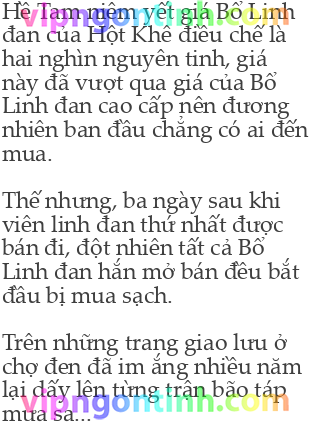 Hề Tam niêm yết giá Bổ Linh
đan của Hột Khê điều chế là
hai nghìn nguyên tinh, giá
này đã vượt qua giá của Bổ
Linh đan cao cấp nên đương
nhiên ban đầu chẳng có ai đến
mua.
Thế nhưng, ba ngày sau khi
viên linh đan thứ nhất được
bán đi, đột nhiên tất cả Bổ
Linh đan hắn mở bán đều bắt
đầu bị mua sạch.
Trên những trang giao lưu ở
chợ đen đã im ắng nhiều năm
lại dấy lên từng trận bão táp
mưa sa...
vipngontinh.com
vipngontinh.com